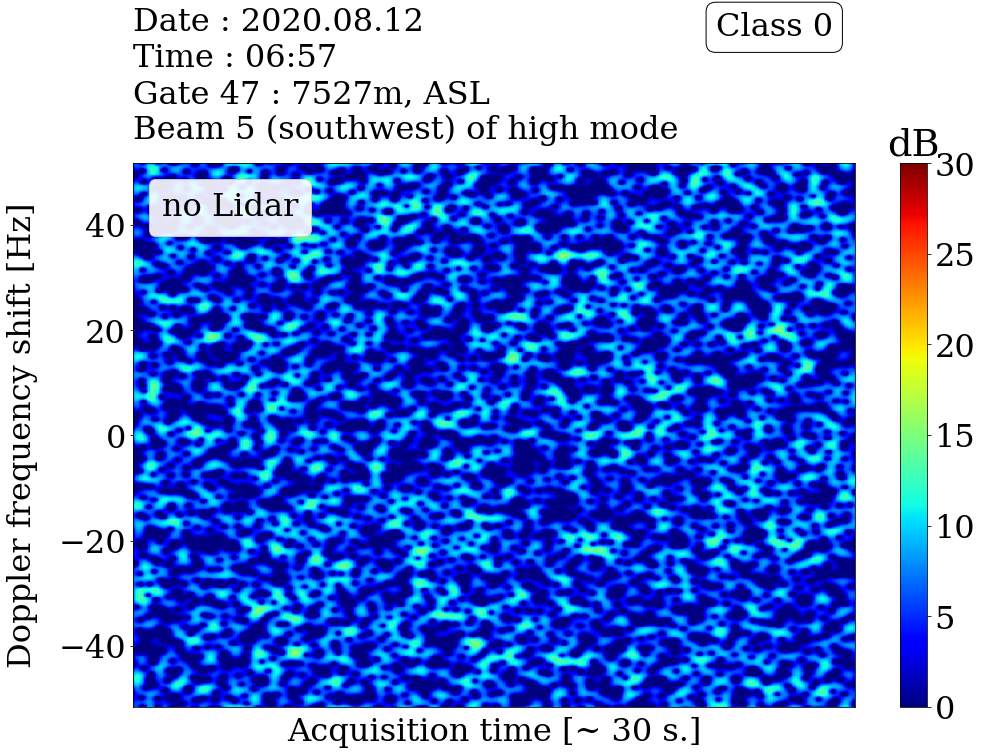 Date : 2020.08.12
Time : 06:57
Gate 47 : 7527m, ASL
Beam 5 (southwest) of high mode
Class 0
dB
no Lidar
Doppler frequency shift [Hz]
40
20
0
−20
−40
30
25
20
15
10
5
0
Acquisition time [~ 30 s.]